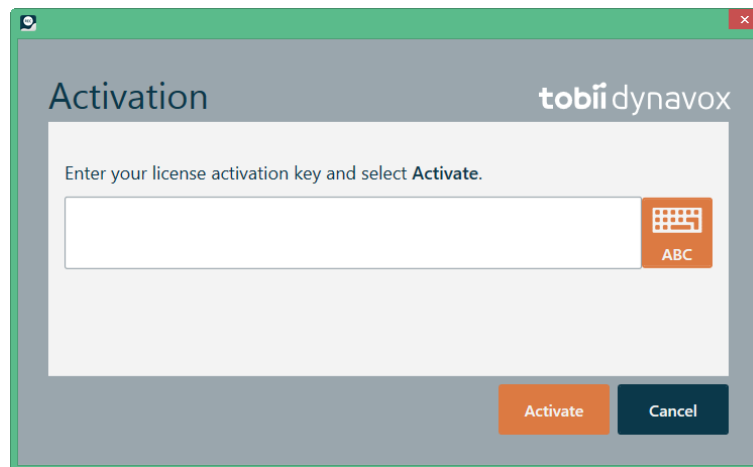 Activation
tobii dynavox
Enter your license activation key and select Activate.
ABC
Activate
Cancel